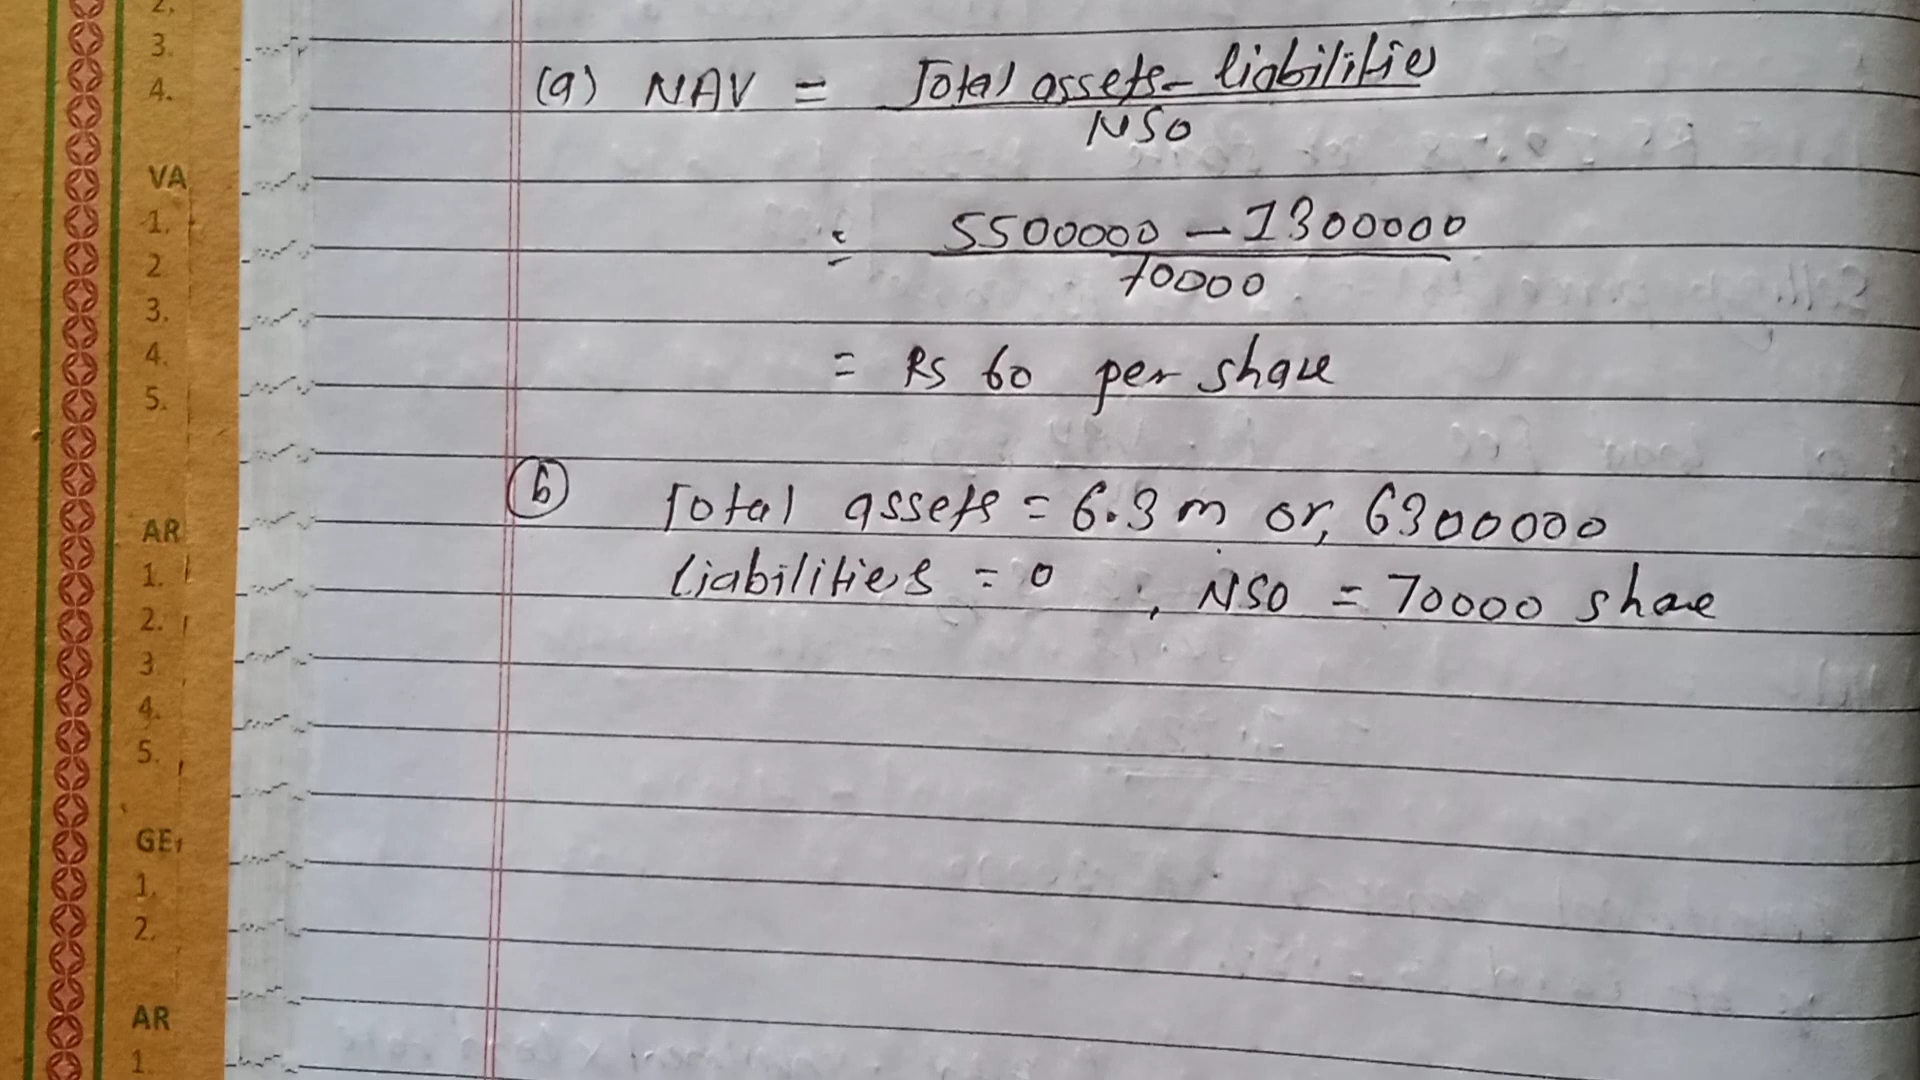 2.
3.
4.
VA
1.
2
3.
4.
5.
AR
1.
2.
3
4.
5.
GE
1.
2.
AR
1
(a) NAV = Total assets - liabilities
NSO
= 5500000 - 1300000
70000
= Rs 60 per share
(b) Total assets = 6.3 m or, 6300000
Liabilities = 0 , NSO = 70000 share